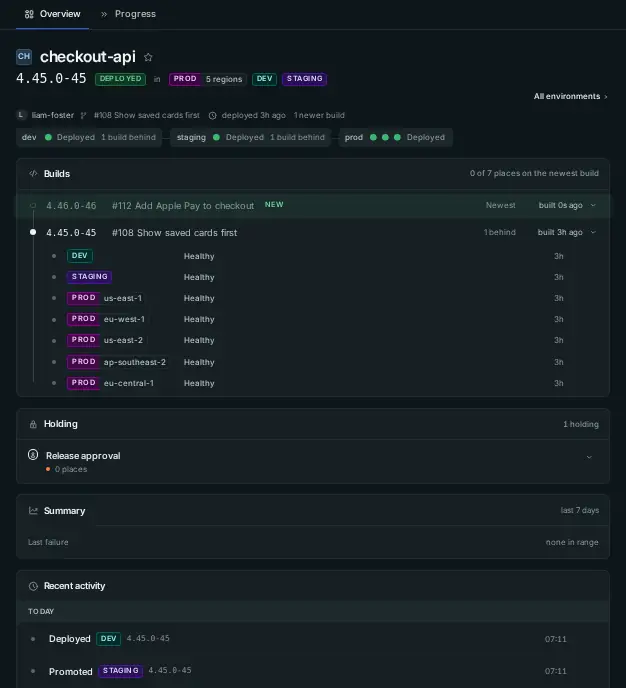 Overview Progress
CH checkout-api
4.45.0-45 DEPLOYED in PROD 5 regions DEV STAGING
All environments ›
L liam-foster #108 Show saved cards first deployed 3h ago 1 newer build
dev Deployed 1 build behind staging Deployed 1 build behind prod Deployed
Builds 0 of 7 places on the newest build
4.46.0-46 #112 Add Apple Pay to checkout NEW Newest built 0s ago
4.45.0-45 #108 Show saved cards first 1 behind built 3h ago
DEV Healthy 3h
STAGING Healthy 3h
PROD us-east-1 Healthy 3h
PROD eu-west-1 Healthy 3h
PROD us-east-2 Healthy 3h
PROD ap-southeast-2 Healthy 3h
PROD eu-central-1 Healthy 3h
Holding 1 holding
Release approval
0 places
Summary last 7 days
Last failure none in range
Recent activity
TODAY
Deployed DEV 4.45.0-45 07:11
Promoted STAGING 4.45.0-45 07:11